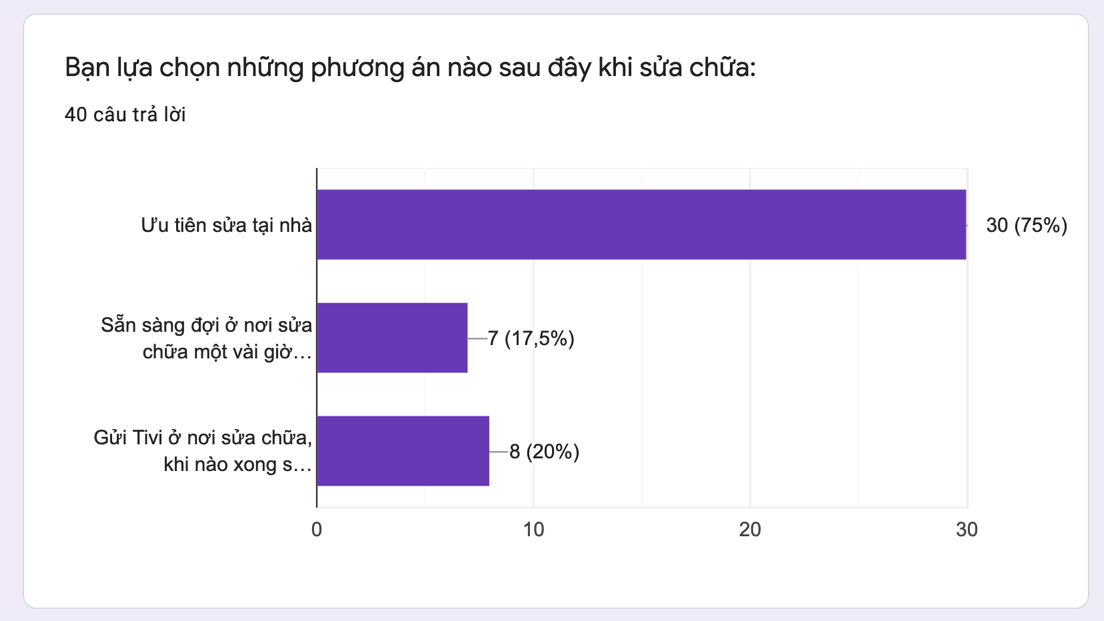 Bạn lựa chọn những phương án nào sau đây khi sửa chữa:
40 câu trả lời
Ưu tiên sửa tại nhà
30 (75%)
Sẵn sàng đợi ở nơi sửa
chữa một vài giờ…
7 (17,5%)
Gửi Tivi ở nơi sửa chữa,
khi nào xong s…
8 (20%)
0
10
20
30